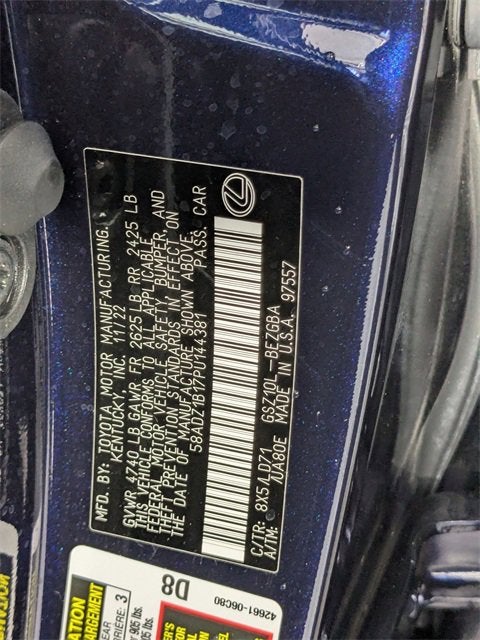 MFD. BY: TOYOTA MOTOR MANUFACTURING,
KENTUCKY, INC. 11/22
GVWR 4740 LB GAWR FR 2625 LB RR 2425 LB
THIS VEHICLE CONFORMS TO ALL APPLICABLE
FEDERAL MOTOR VEHICLE SAFETY, BUMPER, AND
THEFT PREVENTION STANDARDS IN EFFECT ON
THE DATE OF MANUFACTURE SHOWN ABOVE.
58ADZ1B17PU144381 PASS. CAR
C/TR: 8X5 LDZ1 GSZ10L-BEZGBA
A/TM: /UA80E MADE IN U.S.A. 97557
D8
42661-06C80
3